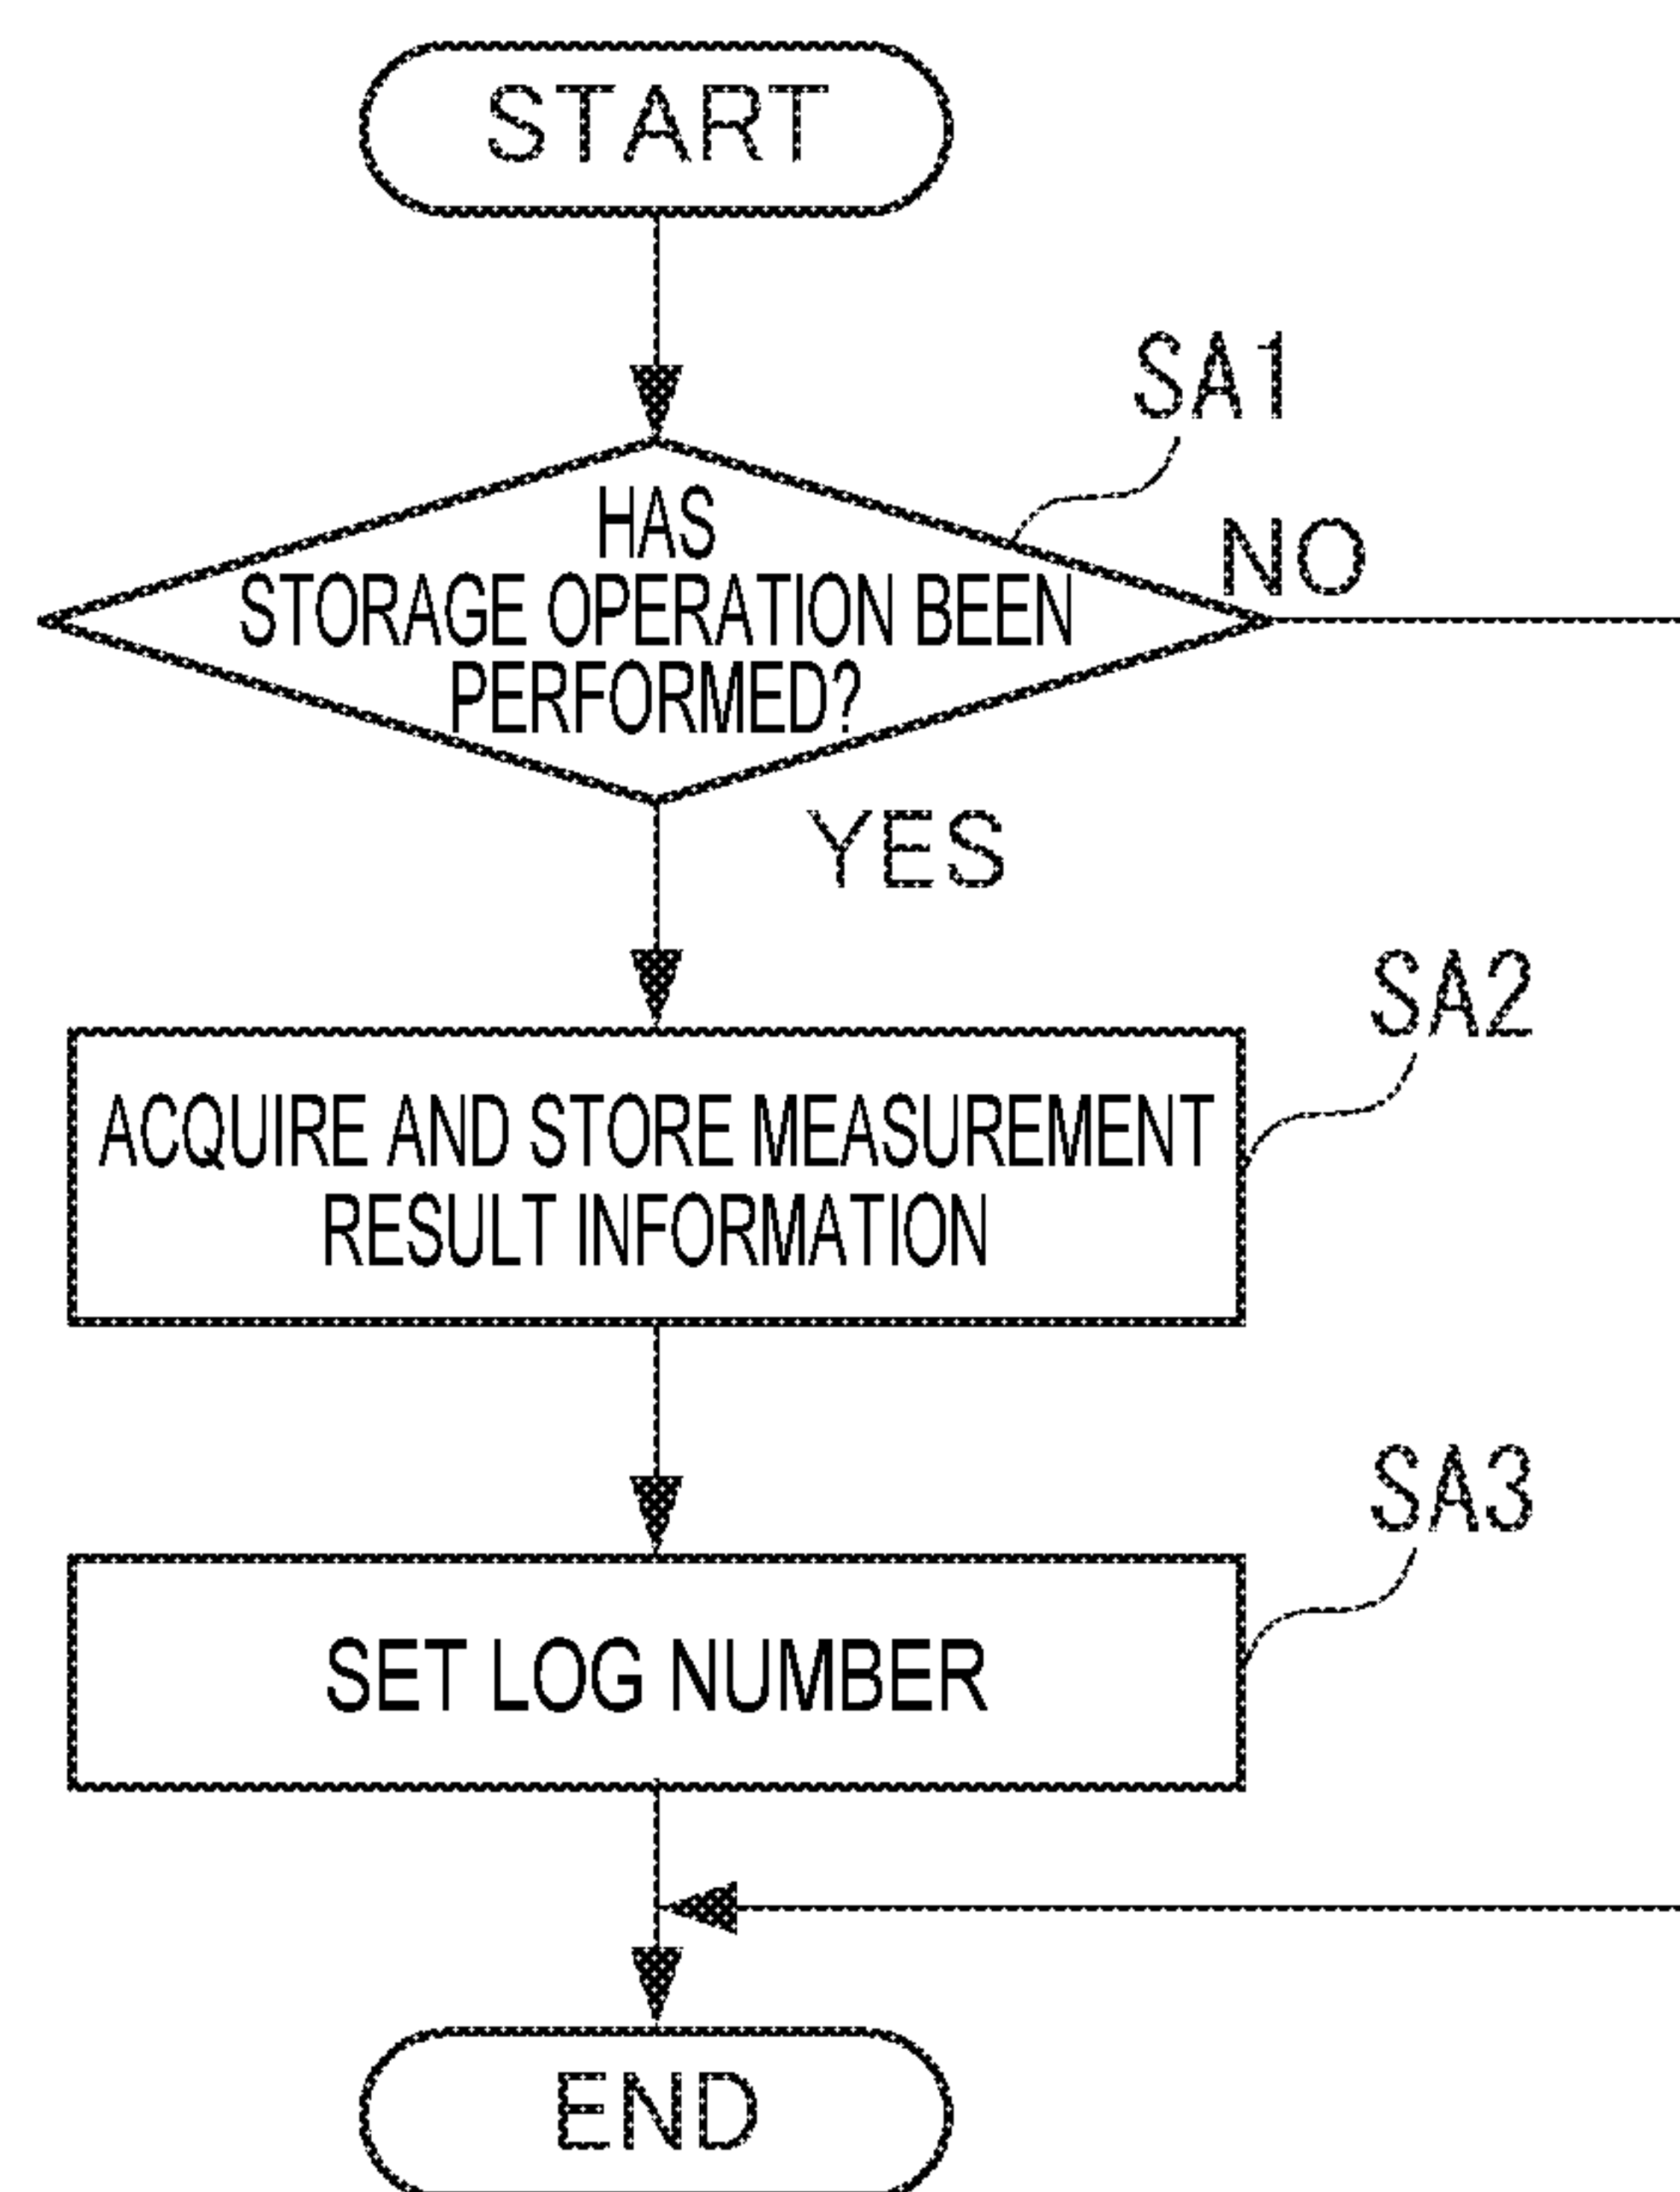 START
SA1
HAS
STORAGE OPERATION BEEN
PERFORMED?
NO
YES
SA2
ACQUIRE AND STORE MEASUREMENT
RESULT INFORMATION
SA3
SET LOG NUMBER
END